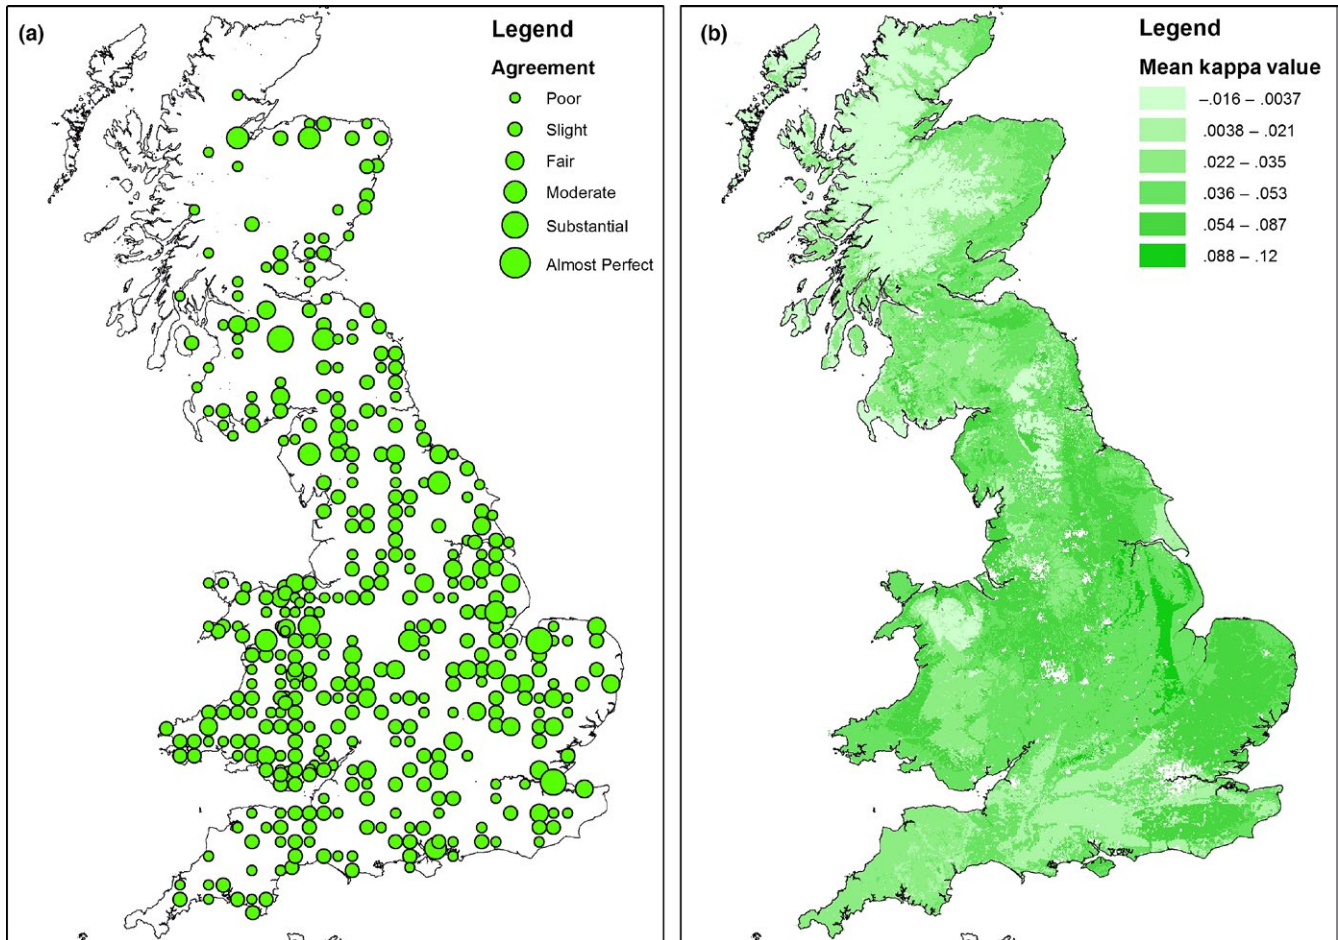 (a)
Legend
Agreement
Poor
Slight
Fair
Moderate
Substantial
Almost Perfect
(b)
Legend
Mean kappa value
–.016 – .0037
.0038 – .021
.022 – .035
.036 – .053
.054 – .087
.088 – .12